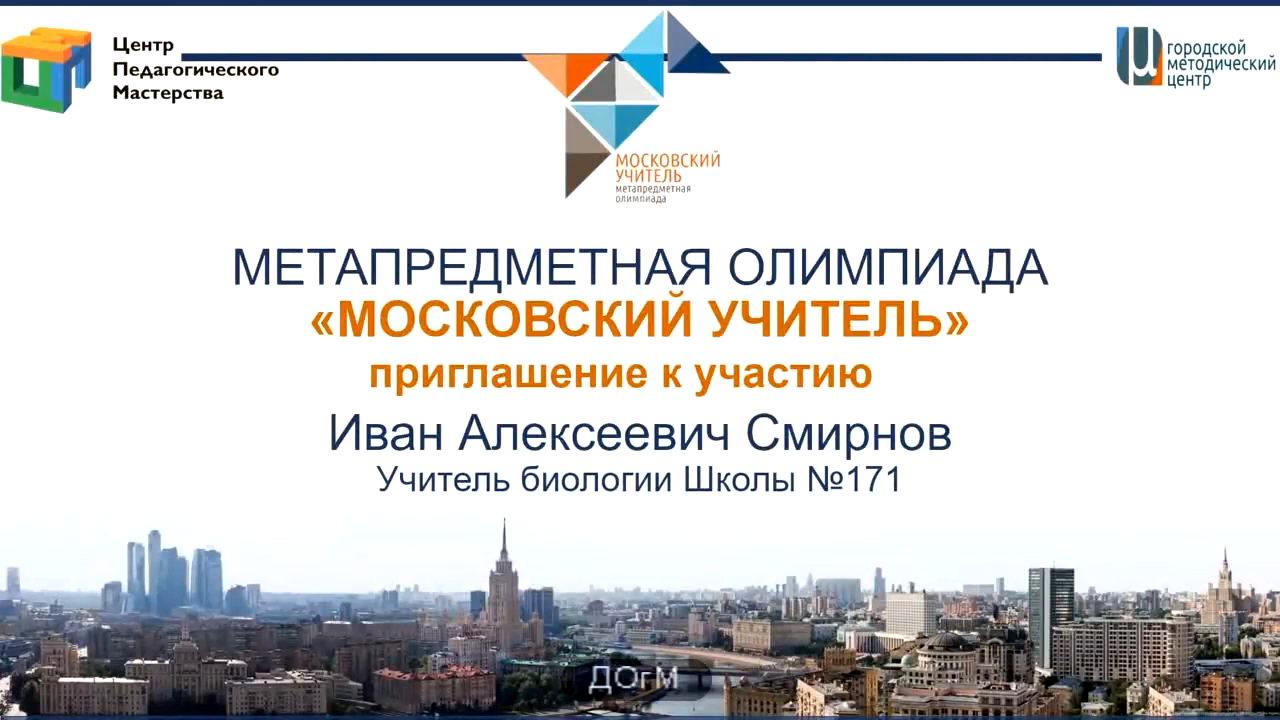 Центр
Педагогического
Мастерства
городской
методический
центр
МОСКОВСКИЙ
УЧИТЕЛЬ
метапредметная
олимпиада
МЕТАПРЕДМЕТНАЯ ОЛИМПИАДА
«МОСКОВСКИЙ УЧИТЕЛЬ»
приглашение к участию
Иван Алексеевич Смирнов
Учитель биологии Школы №171
ДОгМ